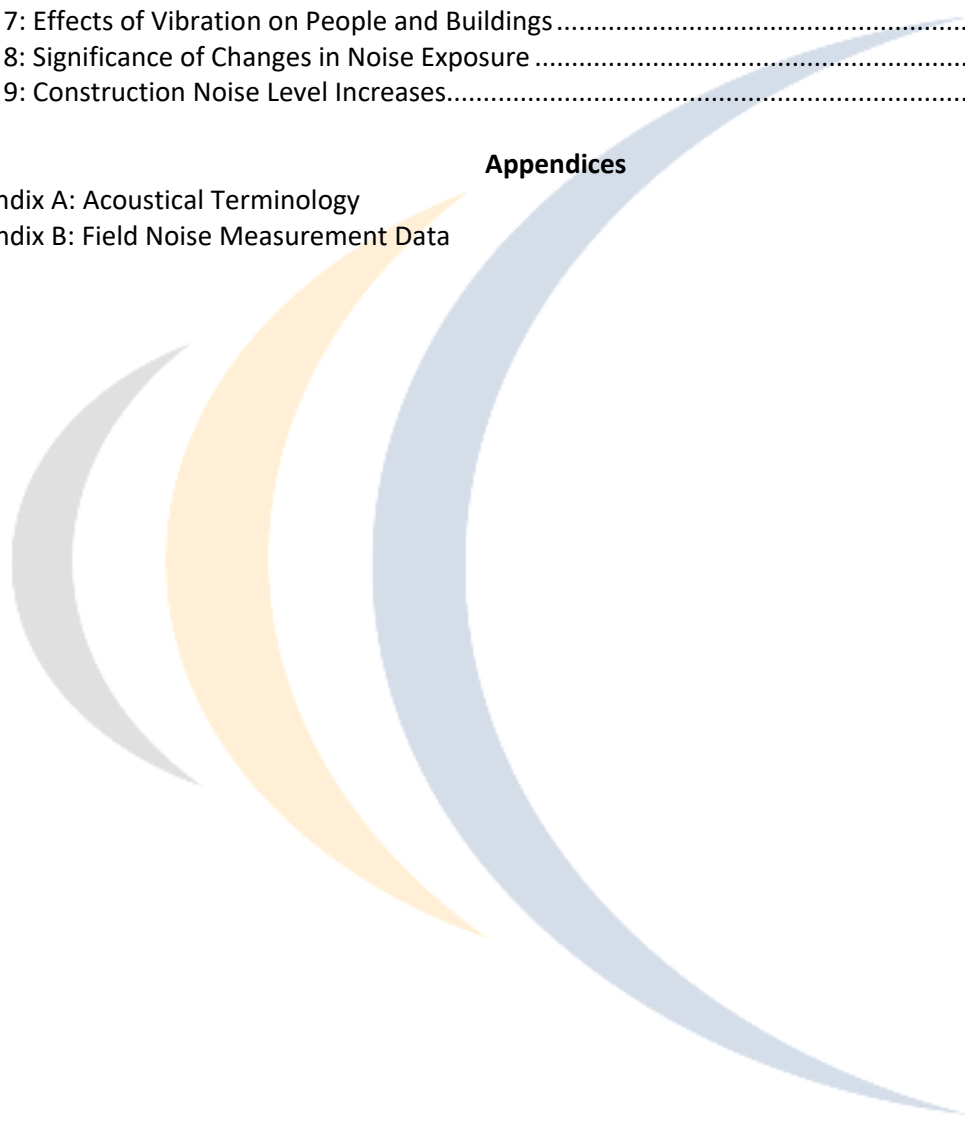 7: Effects of Vibration on People and Buildings..........................................................
8: Significance of Changes in Noise Exposure..............................................................
9: Construction Noise Level Increases.........................................................................
Appendices
ndix A: Acoustical Terminology
ndix B: Field Noise Measurement Data